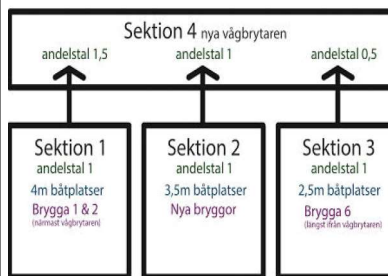 Sektion 4 nya vågbrytaren
andelstal 1,5
andelstal 1
andelstal 0,5
Sektion 1
andelstal 1
4m båtplatser
Brygga 1 & 2
(närmast vågbrytaren)
Sektion 2
andelstal 1
3,5m båtplatser
Nya bryggor
Sektion 3
andelstal 1
2,5m båtplatser
Brygga 6
(längst ifrån vågbrytaren)